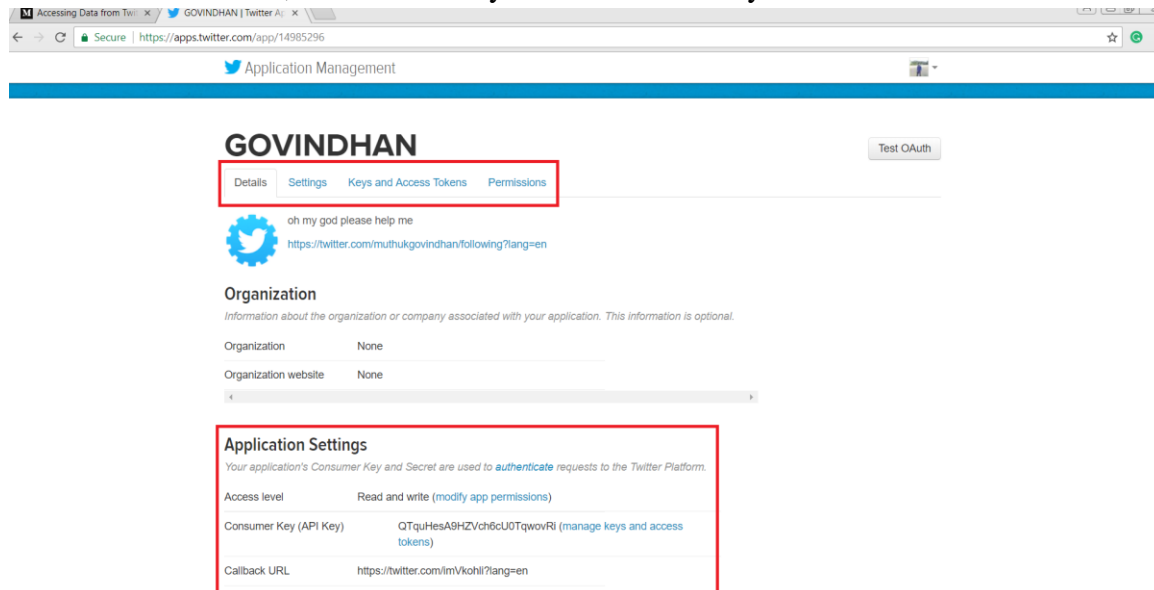 Accessing Data from Twit
GOVINDHAN | Twitter Ap
Secure | https://apps.twitter.com/app/14985296
Application Management
GOVINDHAN
Test OAuth
Details Settings Keys and Access Tokens Permissions
oh my god please help me
https://twitter.com/muthukgovindhan/following?lang=en
Organization
Information about the organization or company associated with your application. This information is optional.
Organization None
Organization website None
Application Settings
Your application's Consumer Key and Secret are used to authenticate requests to the Twitter Platform.
Access level Read and write (modify app permissions)
Consumer Key (API Key) QTquHesA9HZVch6cU0TqwovRi (manage keys and access
tokens)
Callback URL https://twitter.com/imVkohli?lang=en